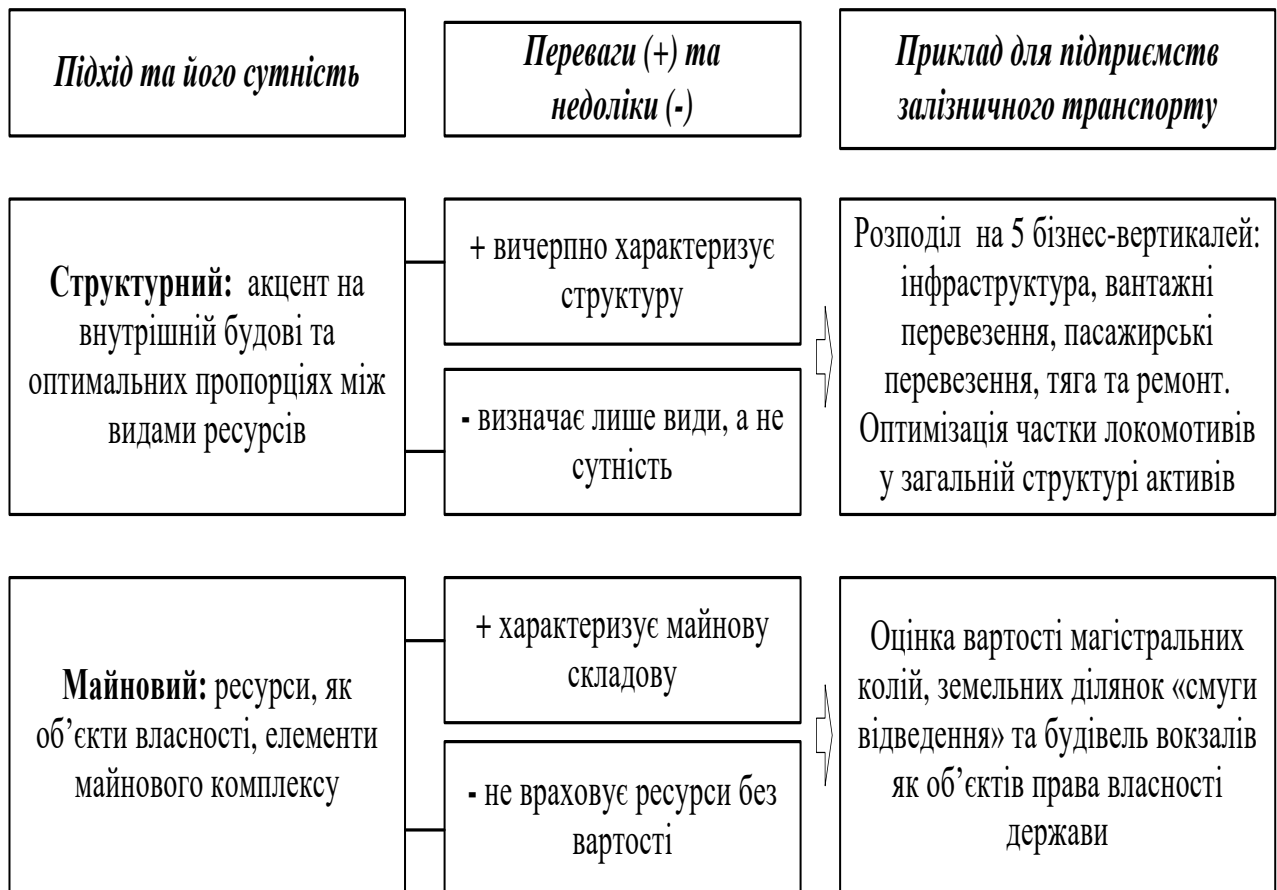 Підхід та його сутність
Переваги (+) та
недоліки (-)
Приклад для підприємств
залізничного транспорту
Структурний: акцент на
внутрішній будові та
оптимальних пропорціях між
видами ресурсів
+ вичерпно характеризує
структуру
- визначає лише види, а не
сутність
Розподіл на 5 бізнес-вертикалей:
інфраструктура, вантажні
перевезення, пасажирські
перевезення, тяга та ремонт.
Оптимізація частки локомотивів
у загальній структурі активів
Майновий: ресурси, як
об’єкти власності, елементи
майнового комплексу
+ характеризує майнову
складову
- не враховує ресурси без
вартості
Оцінка вартості магістральних
колій, земельних ділянок «смуги
відведення» та будівель вокзалів
як об’єктів права власності
держави